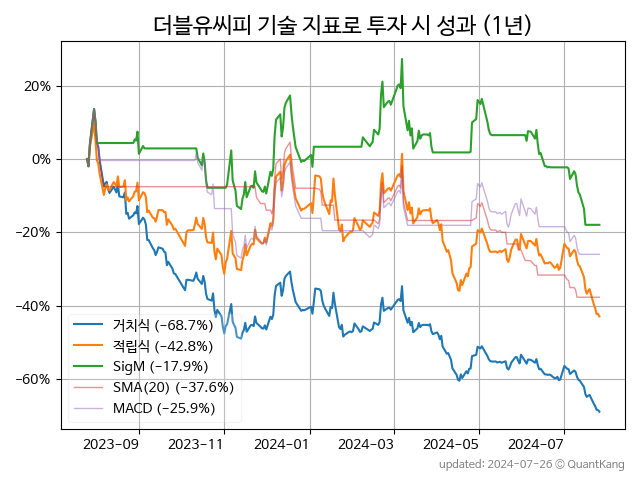 더블유씨피 기술 지표로 투자 시 성과 (1년)
20%
0%
−20%
−40%
−60%
거치식 (−68.7%)
적립식 (−42.8%)
SigM (−17.9%)
SMA(20) (−37.6%)
MACD (−25.9%)
2023-09
2023-11
2024-01
2024-03
2024-05
2024-07
updated: 2024-07-26 © QuantKang